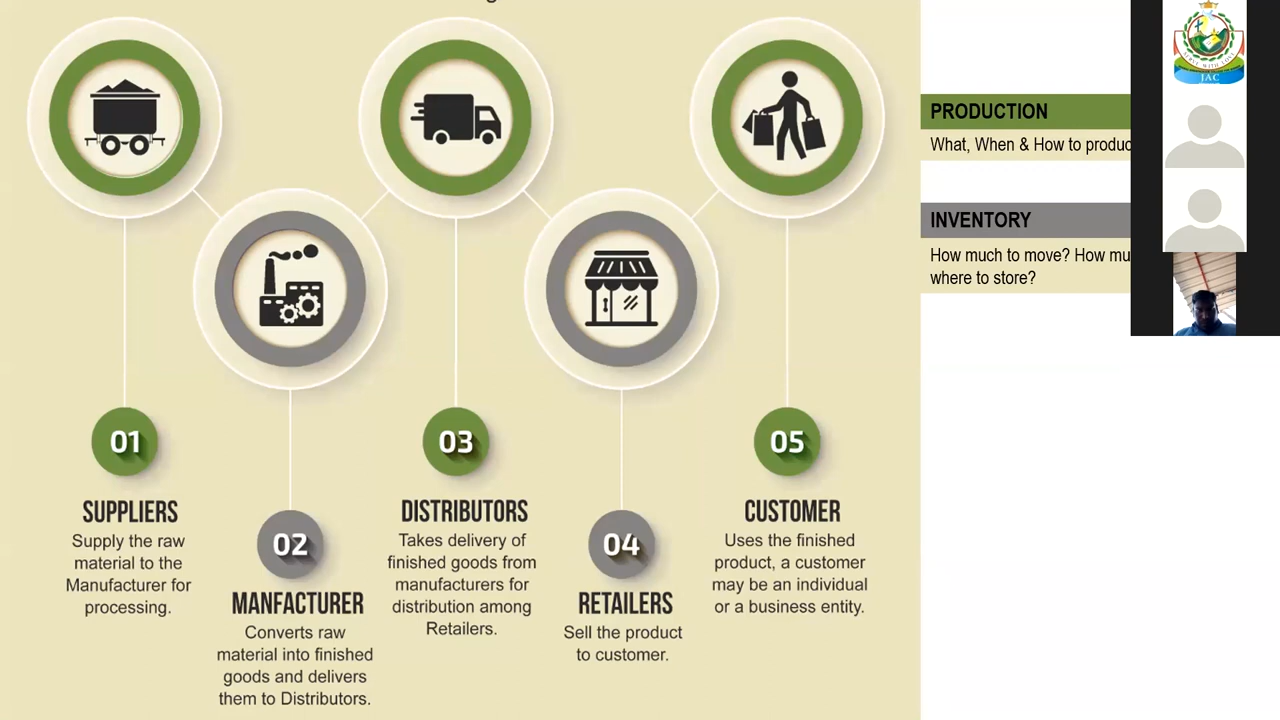 01
SUPPLIERS
Supply the raw
material to the
Manufacturer for
processing.
02
MANFACTURER
Converts raw
material into finished
goods and delivers
them to Distributors.
03
DISTRIBUTORS
Takes delivery of
finished goods from
manufacturers for
distribution among
Retailers.
04
RETAILERS
Sell the product
to customer.
05
CUSTOMER
Uses the finished
product, a customer
may be an individual
or a business entity.
PRODUCTION
What, When & How to produc
INVENTORY
How much to move? How mu
where to store?
SERVE WITH LOVE
JAC